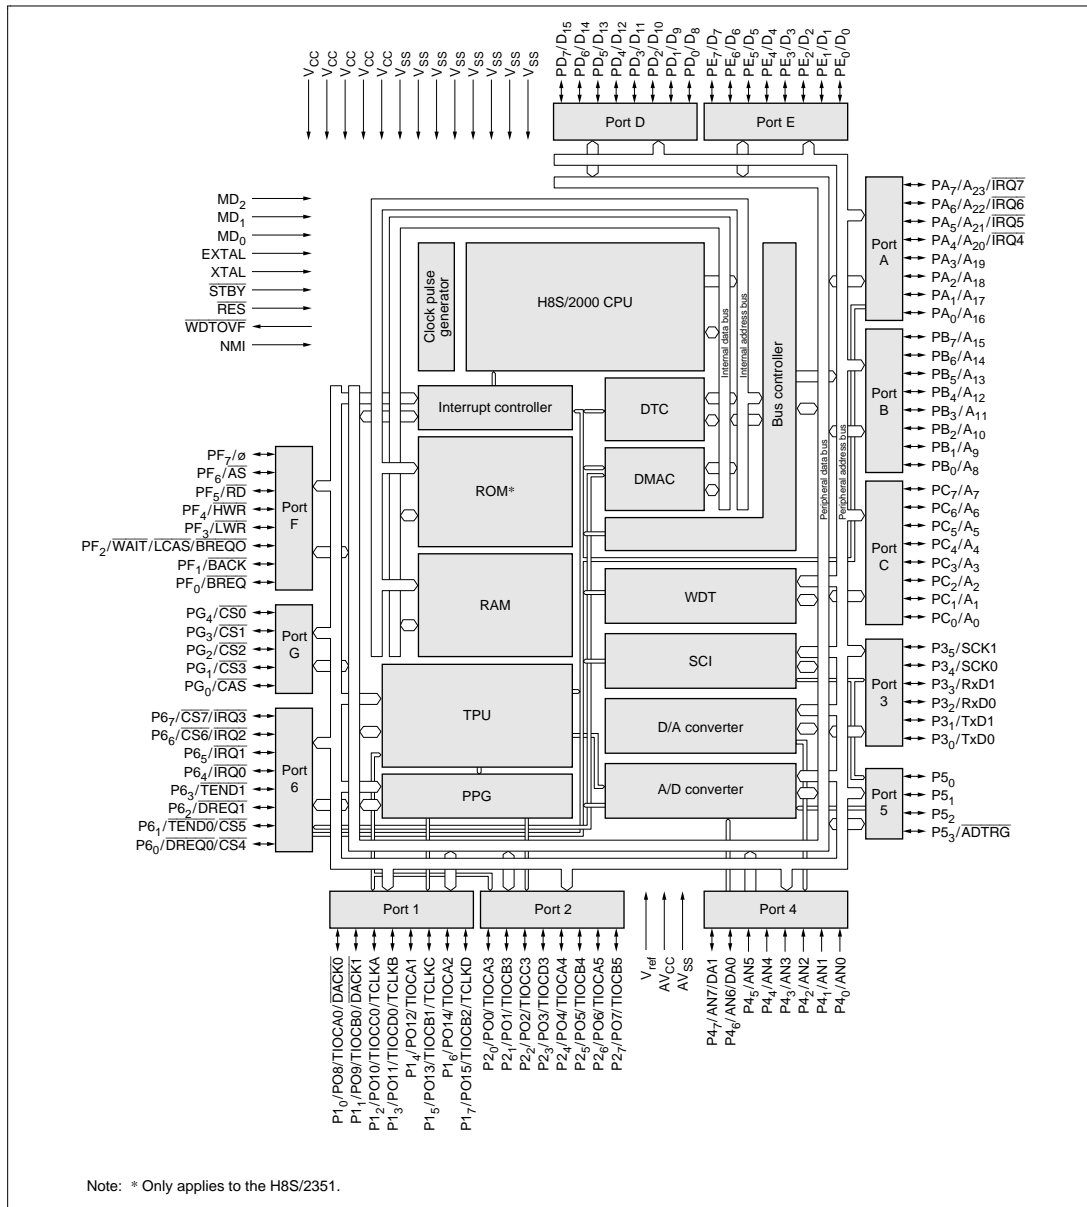 VCC
VCC
VCC
VCC
VCC
VSS
VSS
VSS
VSS
VSS
VSS
VSS
VSS
PD7/D15
PD6/D14
PD5/D13
PD4/D12
PD3/D11
PD2/D10
PD1/D9
PD0/D8
PE7/D7
PE6/D6
PE5/D5
PE4/D4
PE3/D3
PE2/D2
PE1/D1
PE0/D0
Port D
Port E
MD2
MD1
MD0
EXTAL
XTAL
STBY
RES
WDTOVF
NMI
Clock pulse
generator
H8S/2000 CPU
Internal data bus
Internal address bus
Bus controller
Peripheral data bus
Peripheral address bus
Interrupt controller
DTC
ROM*
DMAC
RAM
WDT
SCI
TPU
D/A converter
PPG
A/D converter
Port
A
PA7/A23/IRQ7
PA6/A22/IRQ6
PA5/A21/IRQ5
PA4/A20/IRQ4
PA3/A19
PA2/A18
PA1/A17
PA0/A16
Port
B
PB7/A15
PB6/A14
PB5/A13
PB4/A12
PB3/A11
PB2/A10
PB1/A9
PB0/A8
Port
C
PC7/A7
PC6/A6
PC5/A5
PC4/A4
PC3/A3
PC2/A2
PC1/A1
PC0/A0
Port
3
P35/SCK1
P34/SCK0
P33/RxD1
P32/RxD0
P31/TxD1
P30/TxD0
Port
5
P50
P51
P52
P53/ADTRG
PF7/ø
PF6/AS
PF5/RD
PF4/HWR
PF3/LWR
PF2/WAIT/LCAS/BREQO
PF1/BACK
PF0/BREQ
Port
F
PG4/CS0
PG3/CS1
PG2/CS2
PG1/CS3
PG0/CAS
Port
G
P67/CS7/IRQ3
P66/CS6/IRQ2
P65/IRQ1
P64/IRQ0
P63/TEND1
P62/DREQ1
P61/TEND0/CS5
P60/DREQ0/CS4
Port
6
Port 1
Port 2
Port 4
P10/PO8/TIOCA0/DACK0
P11/PO9/TIOCB0/DACK1
P12/PO10/TIOCC0/TCLKA
P13/PO11/TIOCD0/TCLKB
P14/PO12/TIOCA1
P15/PO13/TIOCB1/TCLKC
P16/PO14/TIOCA2
P17/PO15/TIOCB2/TCLKD
P20/PO0/TIOCA3
P21/PO1/TIOCB3
P22/PO2/TIOCC3
P23/PO3/TIOCD3
P24/PO4/TIOCA4
P25/PO5/TIOCB4
P26/PO6/TIOCA5
P27/PO7/TIOCB5
Vref
AVCC
AVSS
P47/AN7/DA1
P46/AN6/DA0
P45/AN5
P44/AN4
P43/AN3
P42/AN2
P41/AN1
P40/AN0
Note: * Only applies to the H8S/2351.